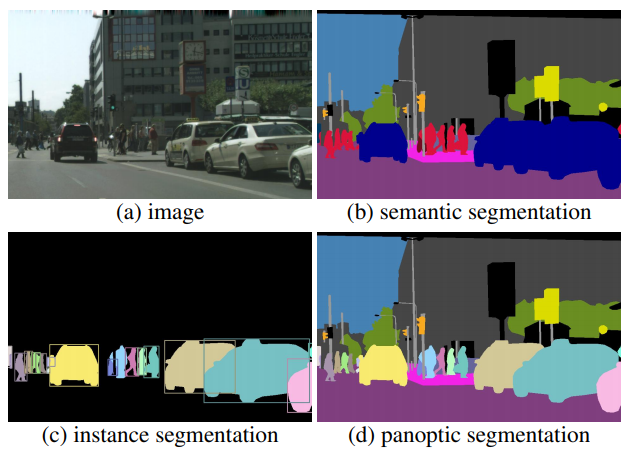 (a) image
(b) semantic segmentation
(c) instance segmentation
(d) panoptic segmentation